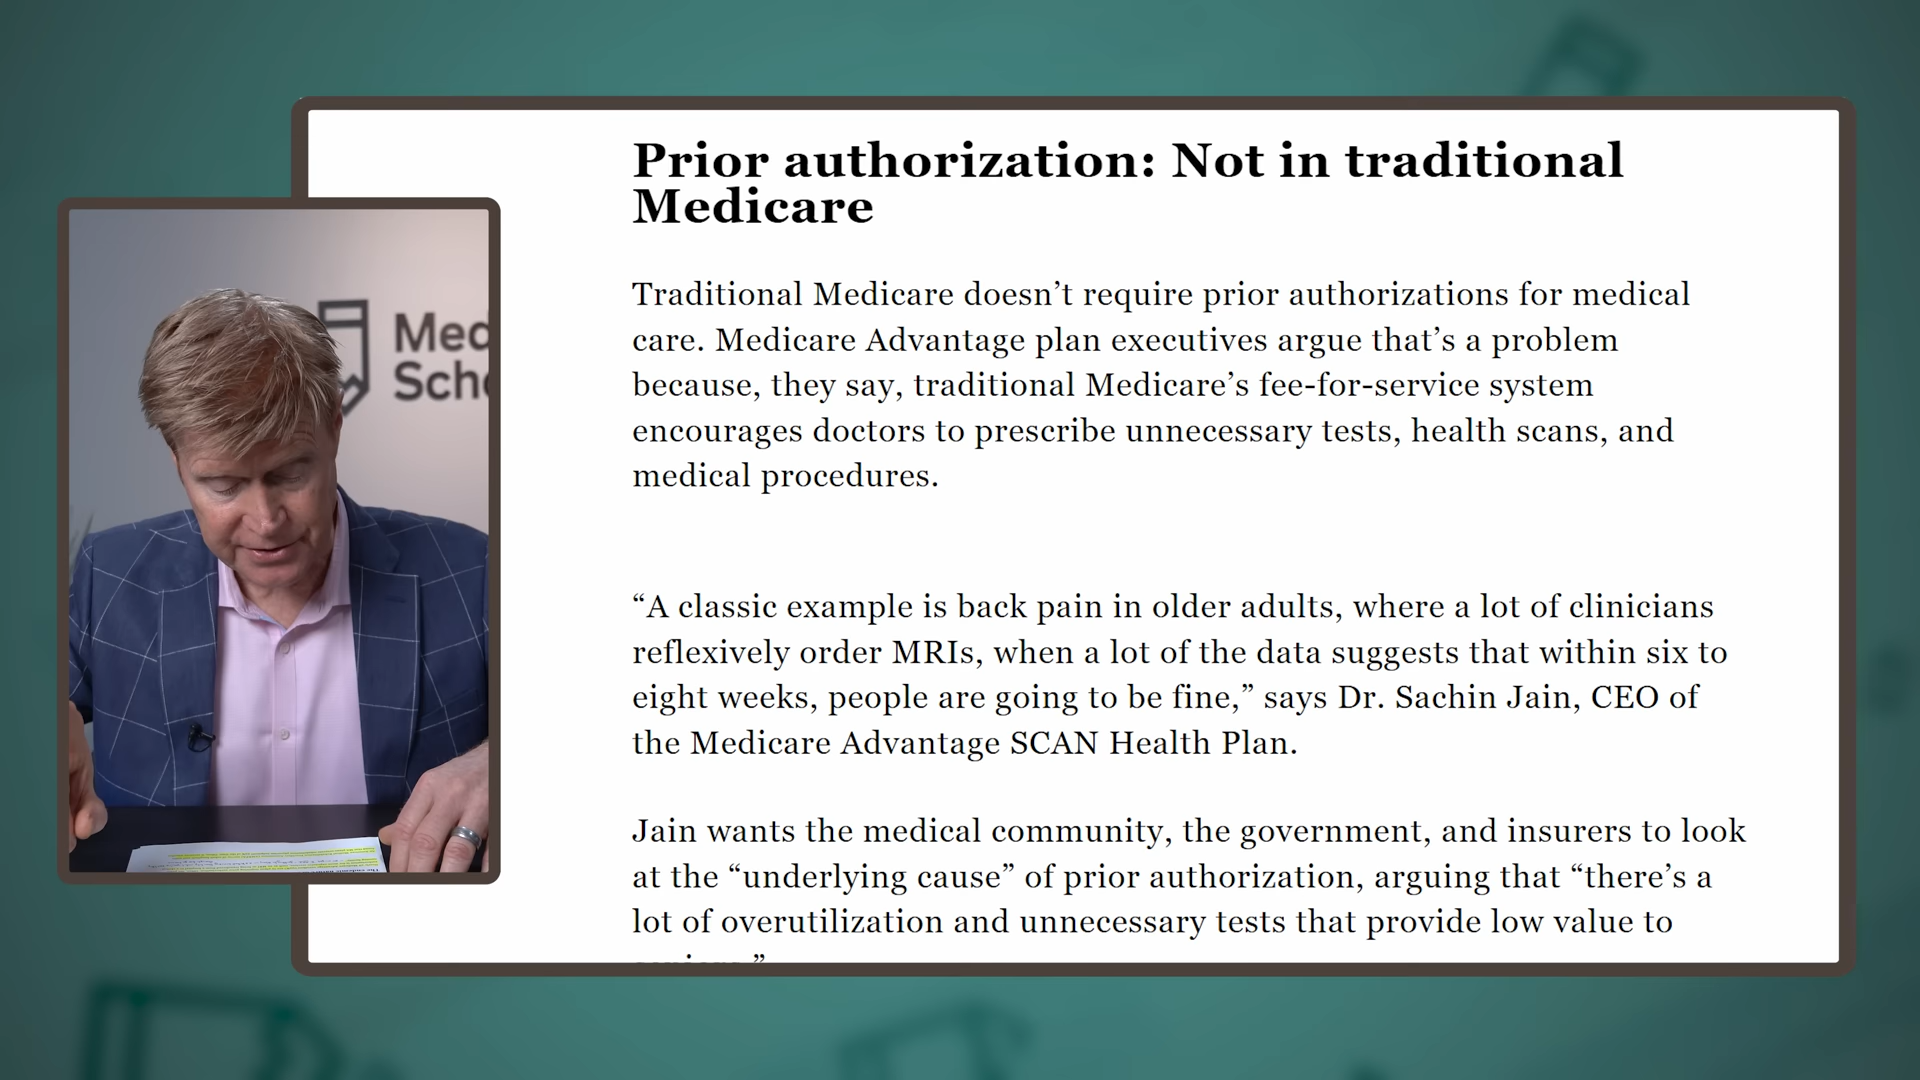 Prior authorization: Not in traditional
Medicare
Traditional Medicare doesn’t require prior authorizations for medical
care. Medicare Advantage plan executives argue that’s a problem
because, they say, traditional Medicare’s fee-for-service system
encourages doctors to prescribe unnecessary tests, health scans, and
medical procedures.
“A classic example is back pain in older adults, where a lot of clinicians
reflexively order MRIs, when a lot of the data suggests that within six to
eight weeks, people are going to be fine,” says Dr. Sachin Jain, CEO of
the Medicare Advantage SCAN Health Plan.
Jain wants the medical community, the government, and insurers to look
at the “underlying cause” of prior authorization, arguing that “there’s a
lot of overutilization and unnecessary tests that provide low value to
Med
Scho